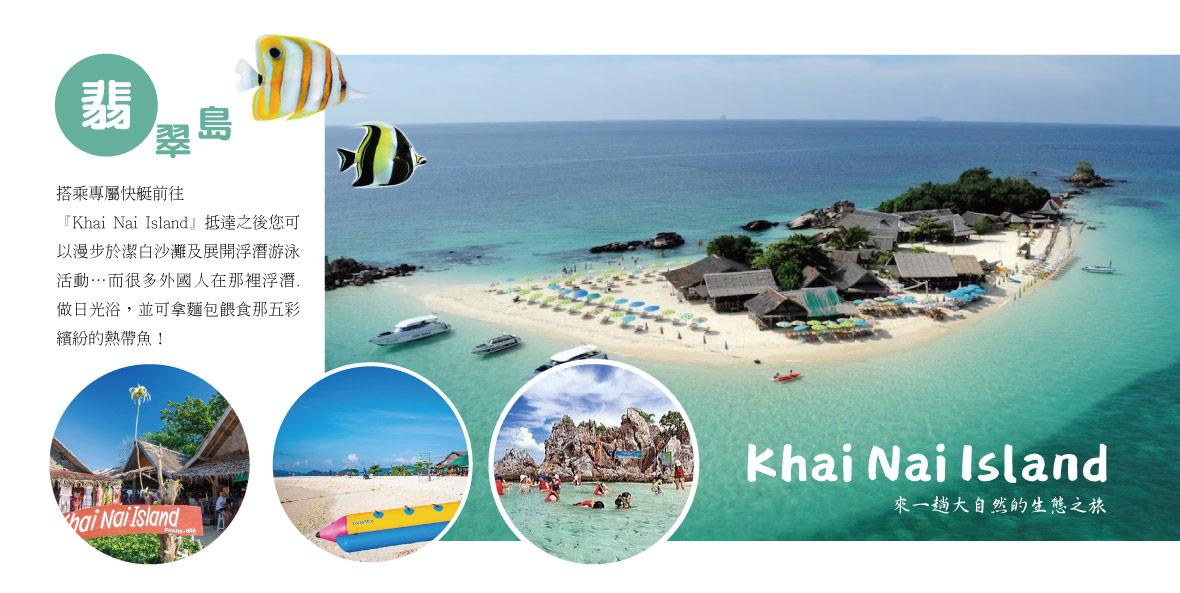 翡翠島
搭乘專屬快艇前往
『Khai Nai Island』抵達之後您可
以漫步於潔白沙灘及展開浮潛游泳
活動⋯而很多外國人在那裡浮潛.
做日光浴，並可拿麵包餵食那五彩
繽紛的熱帶魚！
Khai Nai Island
Khai Nai Island
來一趟大自然的生態之旅